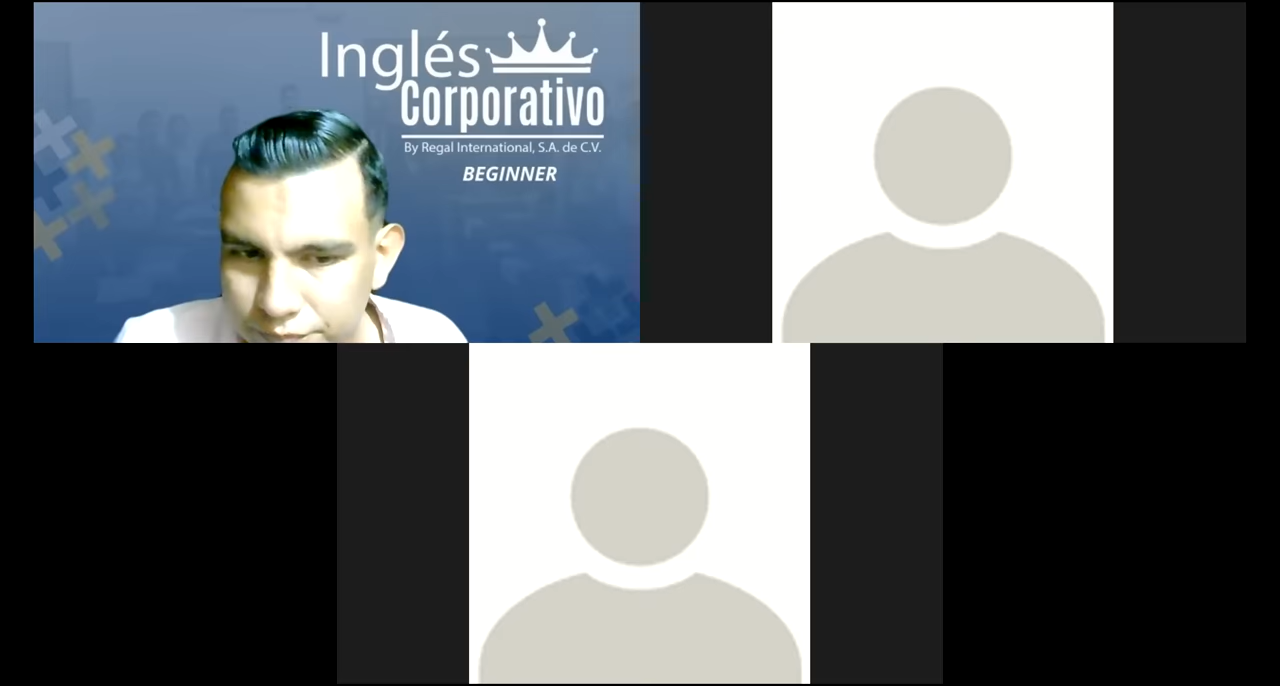 Inglés
Corporativo
By Regal International, S.A. de C.V.
BEGINNER